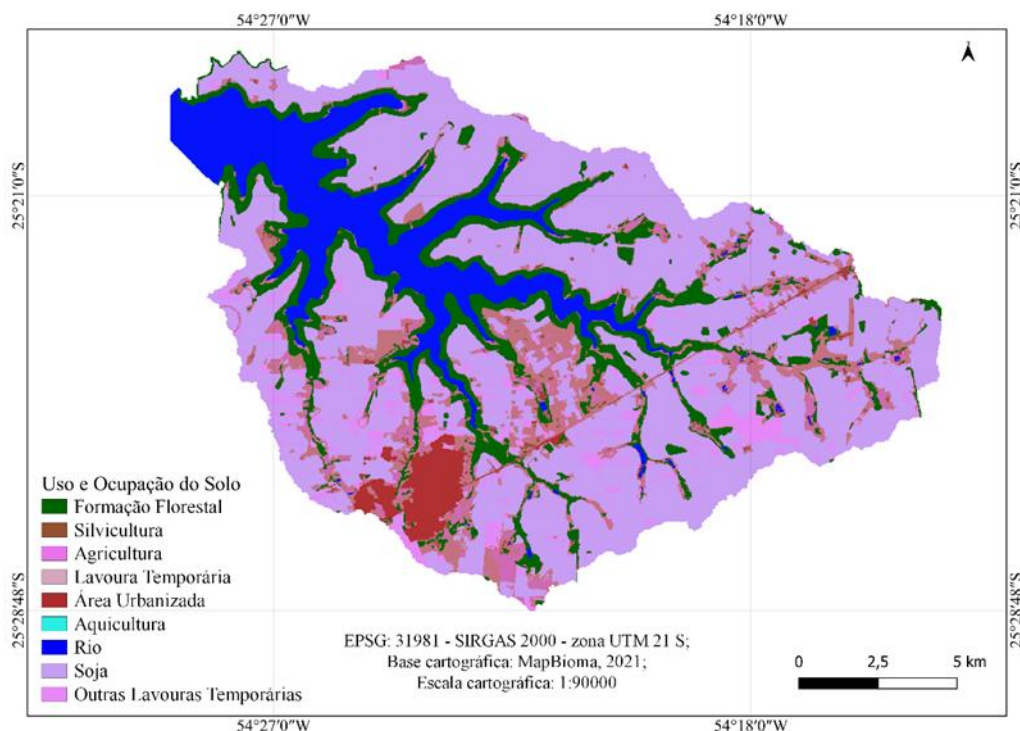 54°27'0"W
54°18'0"W
25°21'0"S
25°21'0"S
Uso e Ocupação do Solo
Formação Florestal
Silvicultura
Agricultura
Lavoura Temporária
Área Urbanizada
Aquicultura
Rio
Soja
Outras Lavouras Temporárias
25°28'48"S
25°28'48"S
EPSG: 31981 - SIRGAS 2000 - zona UTM 21 S;
Base cartográfica: MapBioma, 2021;
Escala cartográfica: 1:90000
0 2,5 5 km
54°27'0"W
54°18'0"W